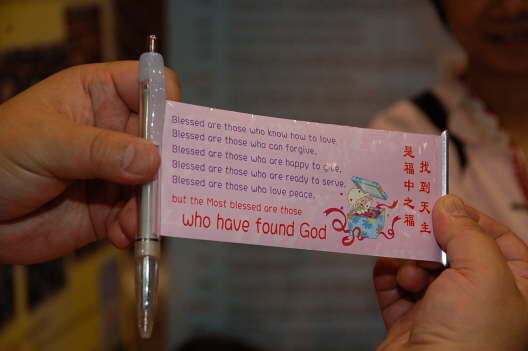 Blessed are those who know how to love,
Blessed are those who can forgive,
Blessed are those who are happy to give,
Blessed are those who are ready to serve,
Blessed are those who love peace,
but the Most blessed are those
who have found God
找到天主
是福中之福